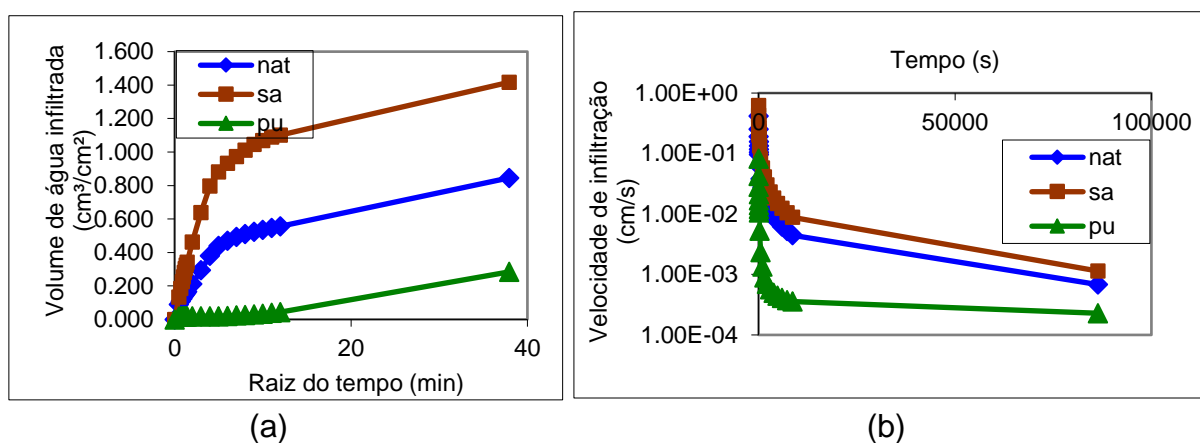 Volume de água infiltrada
(cm³/cm²)
1.600
1.400
1.200
1.000
0.800
0.600
0.400
0.200
0.000
nat
sa
pu
0
20
40
Raiz do tempo (min)
(a)
Tempo (s)
Velocidade de infiltração
(cm/s)
1.00E+00
1.00E-01
1.00E-02
1.00E-03
1.00E-04
0
50000
100000
nat
sa
pu
(b)